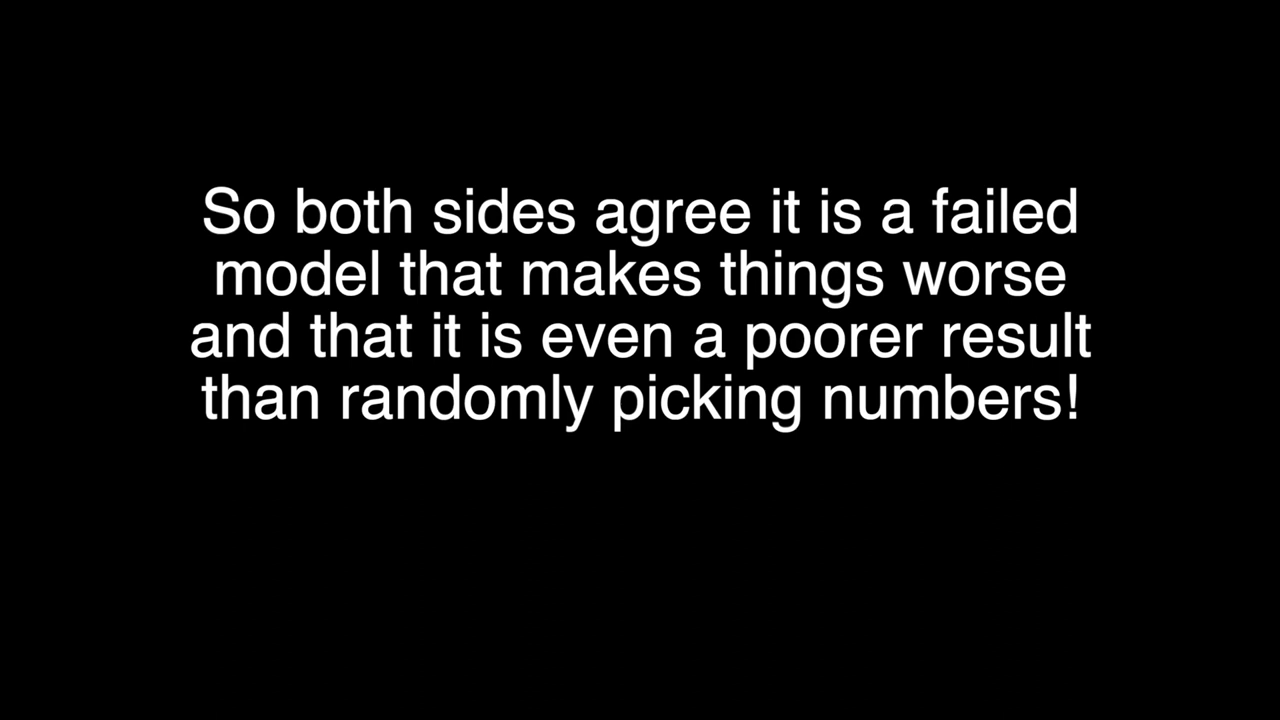 So both sides agree it is a failed
model that makes things worse
and that it is even a poorer result
than randomly picking numbers!